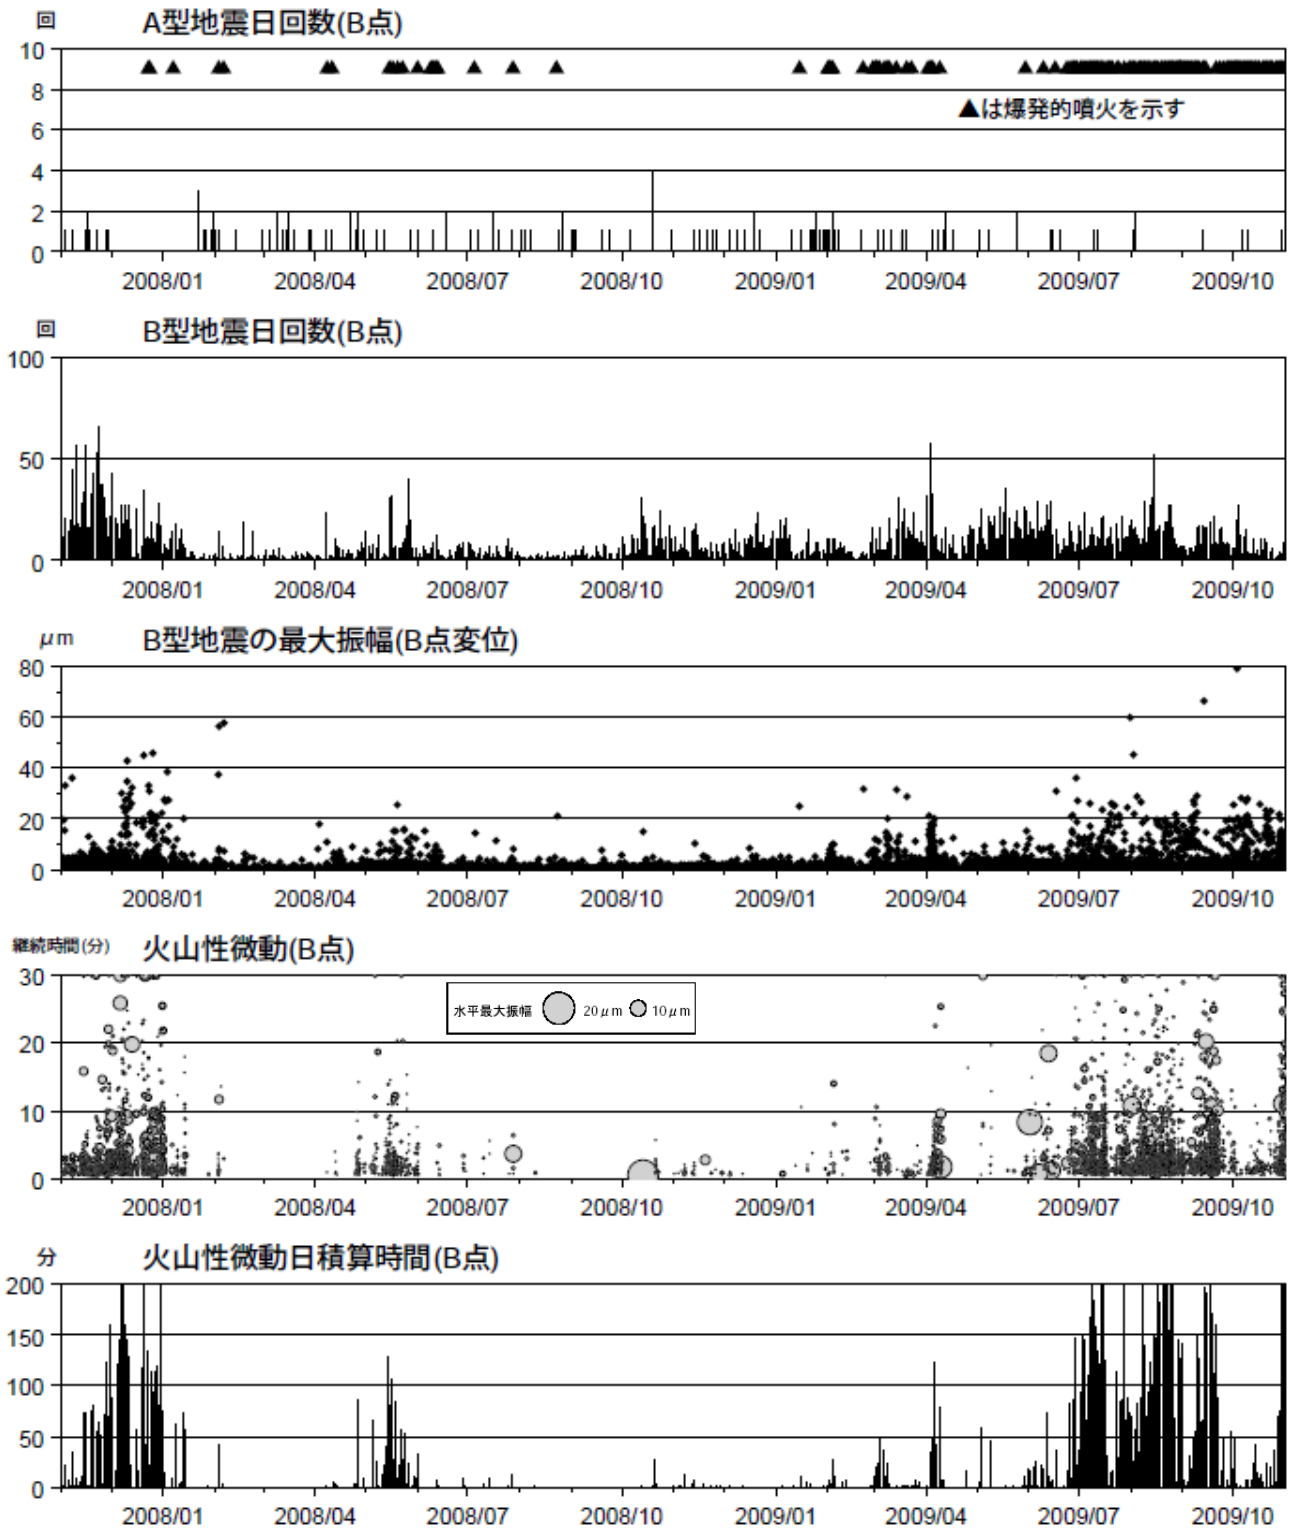 回 A型地震日回数(B点)
10
8
▲は爆発的噴火を示す
6
4
2
0
2008/01 2008/04 2008/07 2008/10 2009/01 2009/04 2009/07 2009/10
回 B型地震日回数(B点)
100
50
0
2008/01 2008/04 2008/07 2008/10 2009/01 2009/04 2009/07 2009/10
μm B型地震の最大振幅(B点変位)
80
60
40
20
0
2008/01 2008/04 2008/07 2008/10 2009/01 2009/04 2009/07 2009/10
継続時間(分) 火山性微動(B点)
30
水平最大振幅 20μm 10μm
20
10
0
2008/01 2008/04 2008/07 2008/10 2009/01 2009/04 2009/07 2009/10
分 火山性微動日積算時間(B点)
200
150
100
50
0
2008/01 2008/04 2008/07 2008/10 2009/01 2009/04 2009/07 2009/10